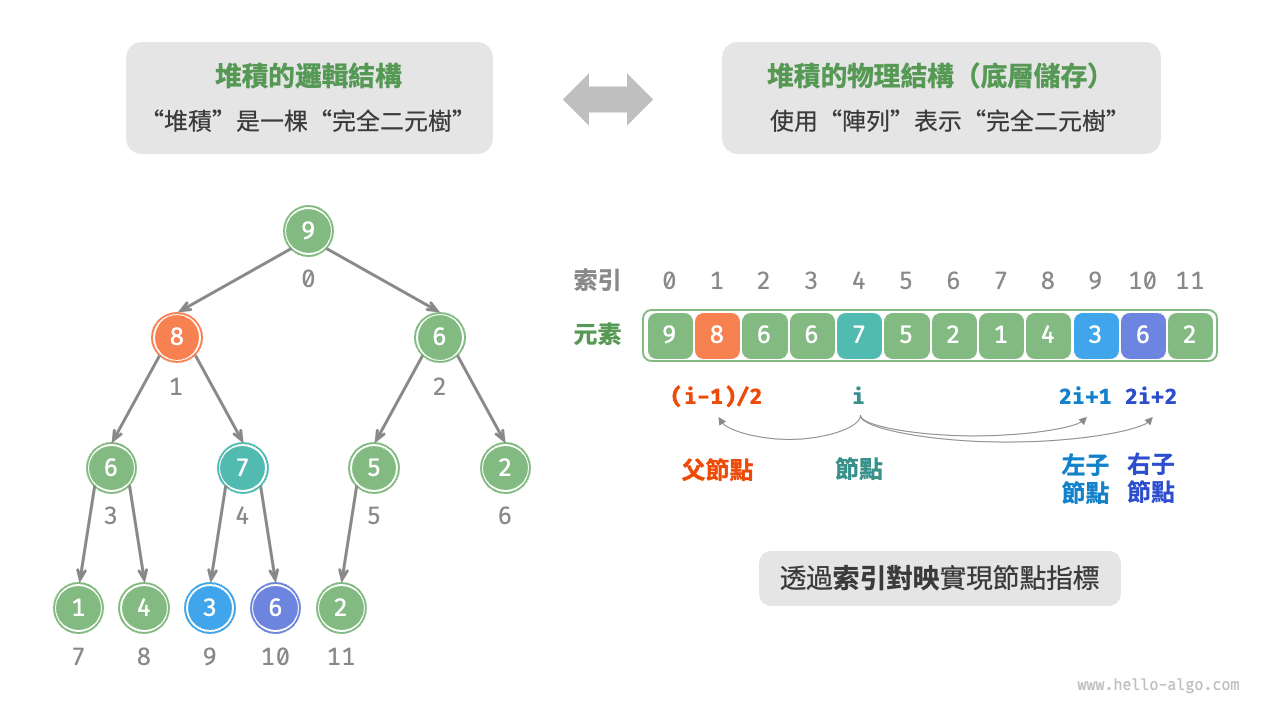 堆積的邏輯結構
“堆積”是一棵“完全二元樹”
堆積的物理結構（底層儲存）
使用“陣列”表示“完全二元樹”
9
0
8
6
1
2
6
7
5
2
3
4
5
6
1
4
3
6
2
7
8
9
10
11
索引 0 1 2 3 4 5 6 7 8 9 10 11
元素 9 8 6 6 7 5 2 1 4 3 6 2
(i-1)/2
i
2i+1
2i+2
父節點
節點
左子
節點
右子
節點
透過索引對映實現節點指標
www.hello-algo.com